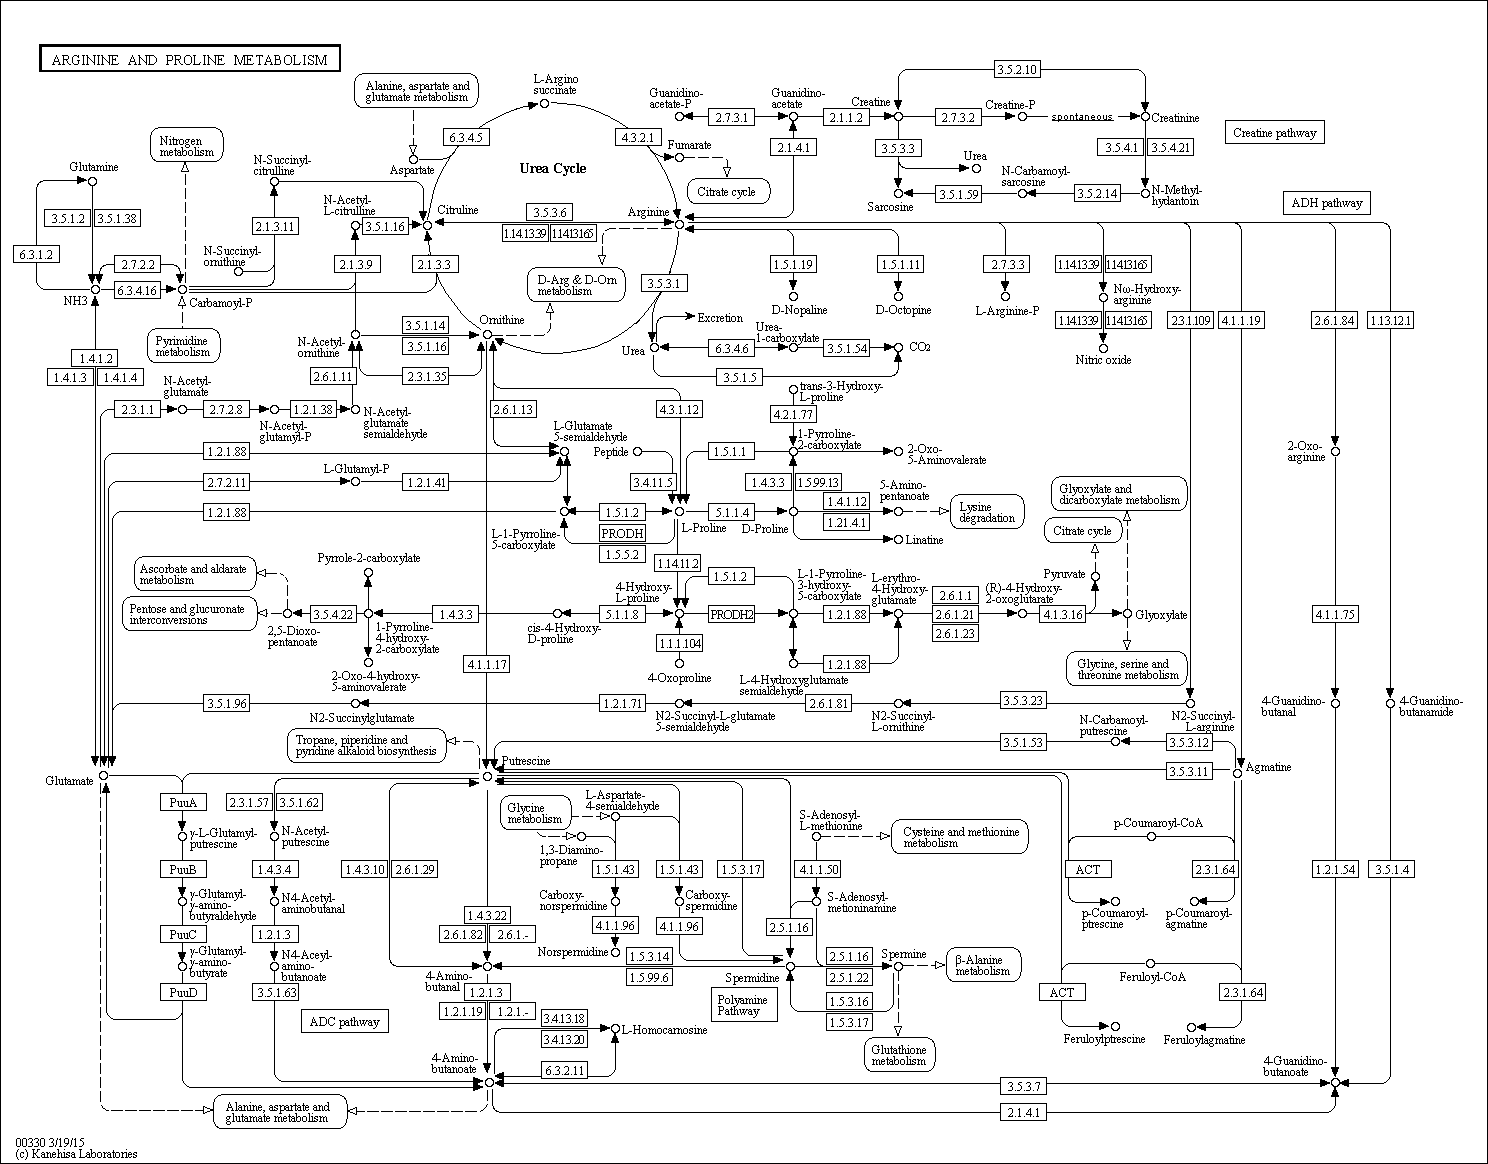 ARGININE AND PROLINE METABOLISM
3.5.2.10
Alanine, aspartate and
glutamate metabolism
L-Argino
succinate
Guanidino-
acetate-P
Guanidino-
acetate
Creatine
Creatine-P
spontaneous
Creatinine
2.7.3.1
2.1.1.2
2.7.3.2
Creatine pathway
6.3.4.5
4.3.2.1
Fumarate
2.1.4.1
3.5.3.3
3.5.4.1
3.5.4.21
Nitrogen
metabolism
Aspartate
Urea Cycle
Citrate cycle
Urea
N-Carbamoyl-
sarcosine
Glutamine
N-Succinyl-
citrulline
Sarcosine
3.5.1.59
3.5.2.14
N-Methyl-
hydantoin
ADH pathway
N-Acetyl-
L-citrulline
Citruline
Arginine
3.5.1.2
3.5.1.38
2.1.3.11
3.5.1.16
3.5.3.6
1.14.13.39
1.14.13.165
6.3.1.2
N-Succinyl-
ornithine
2.7.2.2
2.1.3.9
2.1.3.3
D-Arg & D-Orn
metabolism
3.5.3.1
1.5.1.19
1.5.1.11
2.7.3.3
1.14.13.39
1.14.13.165
6.3.4.16
NH3
Carbamoyl-P
D-Nopaline
D-Octopine
L-Arginine-P
Nω-Hydroxy-
arginine
Excretion
1.14.13.39
1.14.13.165
2.3.1.109
4.1.1.19
2.6.1.84
1.13.12.1
Pyrimidine
metabolism
N-Acetyl-
ornithine
3.5.1.14
3.5.1.16
Ornithine
Urea
6.3.4.6
Urea-
1-carboxylate
3.5.1.54
CO2
Nitric oxide
1.4.1.2
1.4.1.3
1.4.1.4
2.6.1.11
2.3.1.35
3.5.1.5
N-Acetyl-
glutamate
trans-3-Hydroxy-
L-proline
2.3.1.1
2.7.2.8
1.2.1.38
N-Acetyl-
glutamyl-P
N-Acetyl-
glutamate
semialdehyde
2.6.1.13
4.3.1.12
4.2.1.77
L-Glutamate
5-semialdehyde
1-Pyrroline-
2-carboxylate
1.2.1.88
Peptide
1.5.1.1
2-Oxo-
5-Aminovalerate
2-Oxo-
arginine
L-Glutamyl-P
2.7.2.11
1.2.1.41
3.4.11.5
1.4.3.3
1.5.99.13
5-Amino-
pentanoate
Glyoxylate and
dicarboxylate metabolism
1.2.1.88
1.5.1.2
PRODH
1.5.5.2
L-Proline
5.1.1.4
D-Proline
1.4.1.12
1.21.4.1
Lysine
degradation
Citrate cycle
L-1-Pyrroline-
5-carboxylate
Linatine
Ascorbate and aldarate
metabolism
Pyrrole-2-carboxylate
1.14.11.2
4-Hydroxy-
L-proline
1.5.1.2
L-1-Pyrroline-
3-hydroxy-
5-carboxylate
L-erythro-
4-Hydroxy-
glutamate
Pyruvate
(R)-4-Hydroxy-
2-oxoglutarate
Pentose and glucuronate
interconversions
3.5.4.22
1.4.3.3
5.1.1.8
PRODH2
1.2.1.88
2.6.1.1
2.6.1.21
2.6.1.23
4.1.3.16
Glyoxylate
4.1.1.75
2,5-Dioxo-
pentanoate
1-Pyrroline-
4-hydroxy-
2-carboxylate
cis-4-Hydroxy-
D-proline
1.1.1.104
4.1.1.17
4-Oxoproline
1.2.1.88
Glycine, serine and
threonine metabolism
2-Oxo-4-hydroxy-
5-aminovalerate
L-4-Hydroxyglutamate
semialdehyde
3.5.1.96
N2-Succinylglutamate
1.2.1.71
N2-Succinyl-L-glutamate
5-semialdehyde
2.6.1.81
N2-Succinyl-
L-ornithine
3.5.3.23
N2-Succinyl-
L-arginine
4-Guanidino-
butanal
4-Guanidino-
butanamide
Tropane, piperidine and
pyridine alkaloid biosynthesis
3.5.1.53
N-Carbamoyl-
putrescine
3.5.3.12
Glutamate
Putrescine
3.5.3.11
Agmatine
PuuA
2.3.1.57
3.5.1.62
Glycine
metabolism
L-Aspartate-
4-semialdehyde
S-Adenosyl-
L-methionine
Cysteine and methionine
metabolism
p-Coumaroyl-CoA
γ-L-Glutamyl-
putrescine
N-Acetyl-
putrescine
1,3-Diamino-
propane
PuuB
1.4.3.4
1.4.3.10
2.6.1.29
1.5.1.43
1.5.1.43
1.5.3.17
4.1.1.50
ACT
2.3.1.64
1.2.1.54
3.5.1.4
γ-Glutamyl-
γ-amino-
butyraldehyde
N4-Acetyl-
aminobutanal
1.4.3.22
Carboxy-
norspermidine
Carboxy-
spermidine
S-Adenosyl-
metioninamine
p-Coumaroyl-
ptrescine
p-Coumaroyl-
agmatine
PuuC
1.2.1.3
2.6.1.82
2.6.1.-
4.1.1.96
4.1.1.96
2.5.1.16
γ-Glutamyl-
γ-amino-
butyrate
N4-Aceyl-
amino-
butanoate
4-Amino-
butanal
Norspermidine
1.5.3.14
1.5.99.6
Spermidine
2.5.1.16
2.5.1.22
Spermine
β-Alanine
metabolism
Feruloyl-CoA
PuuD
3.5.1.63
1.2.1.3
1.2.1.19
1.2.1.-
Polyamine
Pathway
1.5.3.16
1.5.3.17
ACT
2.3.1.64
ADC pathway
3.4.13.18
3.4.13.20
L-Homocarnosine
Glutathione
metabolism
Feruloylptrescine
Feruloylagmatine
4-Amino-
butanoate
6.3.2.11
4-Guanidino-
butanoate
3.5.3.7
Alanine, aspartate and
glutamate metabolism
2.1.4.1
00330 3/19/15
(c) Kanehisa Laboratories